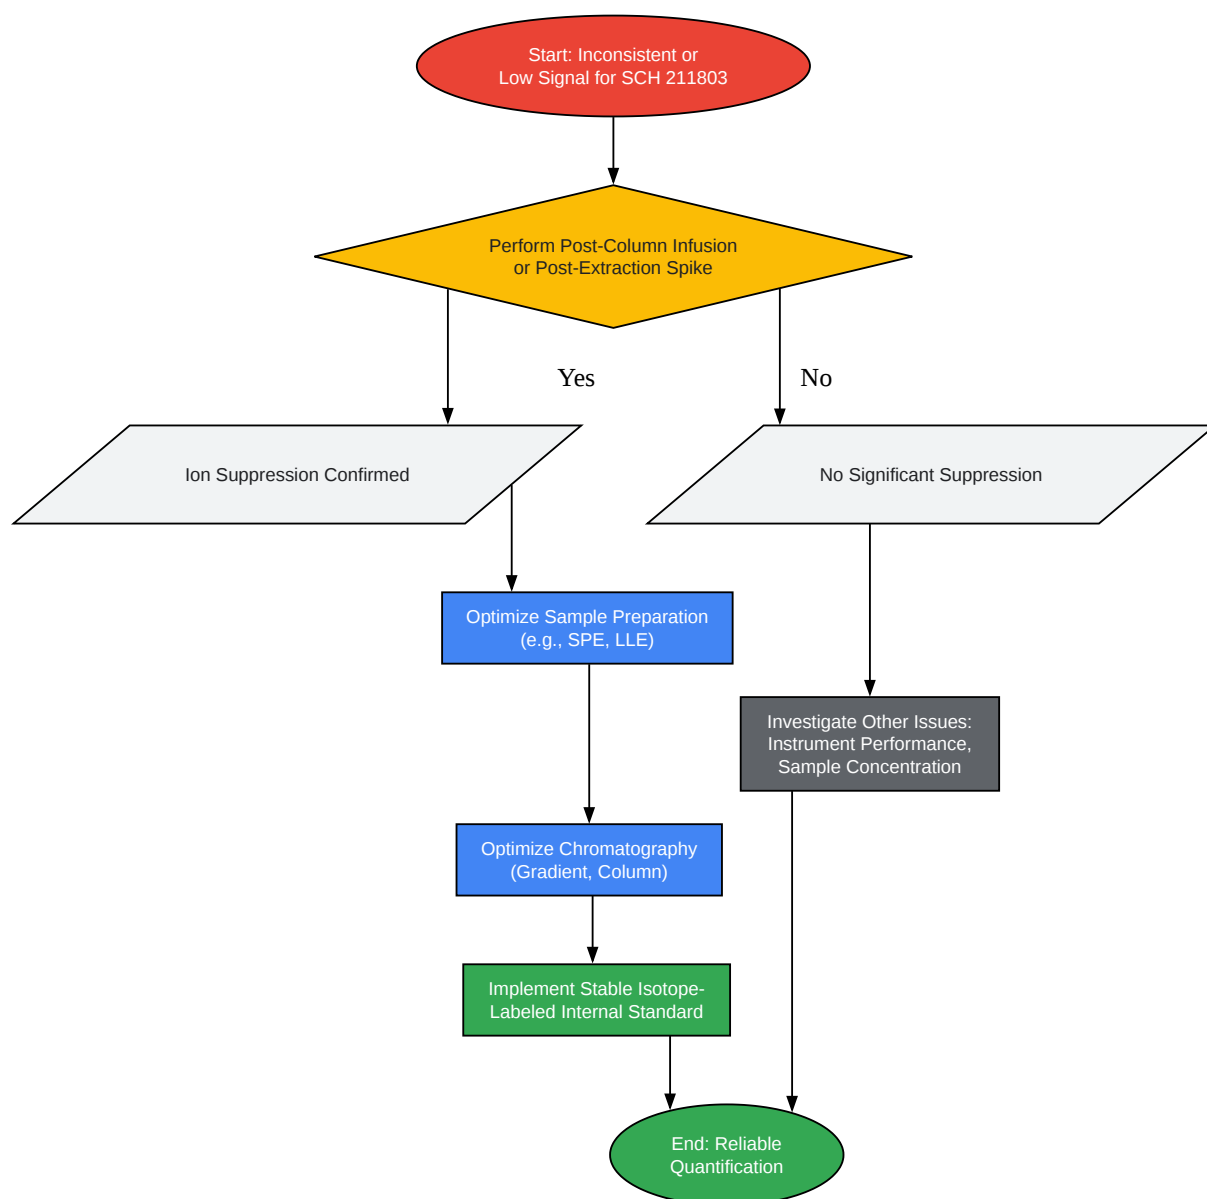 Start: Inconsistent or
Low Signal for SCH 211803
Perform Post-Column Infusion
or Post-Extraction Spike
Yes
No
Ion Suppression Confirmed
No Significant Suppression
Optimize Sample Preparation
(e.g., SPE, LLE)
Investigate Other Issues:
Instrument Performance,
Sample Concentration
Optimize Chromatography
(Gradient, Column)
Implement Stable Isotope-
Labeled Internal Standard
End: Reliable
Quantification